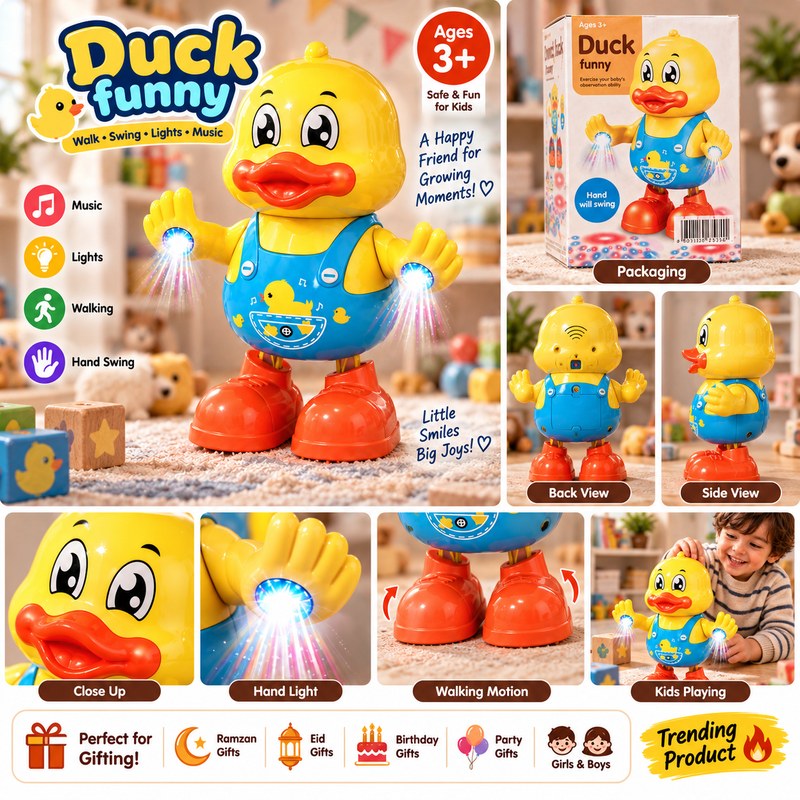 Duck
funny
Walk • Swing • Lights • Music
Ages
3+
Safe & Fun
for Kids
A Happy
Friend for
Growing
Moments! ♡
Music
Lights
Walking
Hand Swing
Little
Smiles
Big Joys! ♡
Ages 3+
Duck
funny
Exercise your baby's
observation ability
Hand
will swing
Packaging
Back View
Side View
Close Up
Hand Light
Walking Motion
Kids Playing
Perfect for
Gifting!
Ramzan
Gifts
Eid
Gifts
Birthday
Gifts
Party
Gifts
Girls & Boys
Trending
Product